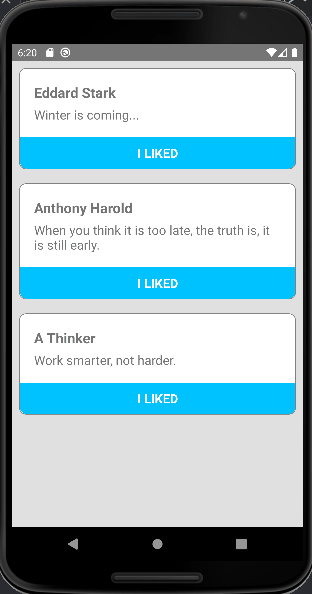 6:20
Eddard Stark
Winter is coming...
I LIKED
Anthony Harold
When you think it is too late, the truth is, it
is still early.
I LIKED
A Thinker
Work smarter, not harder.
I LIKED